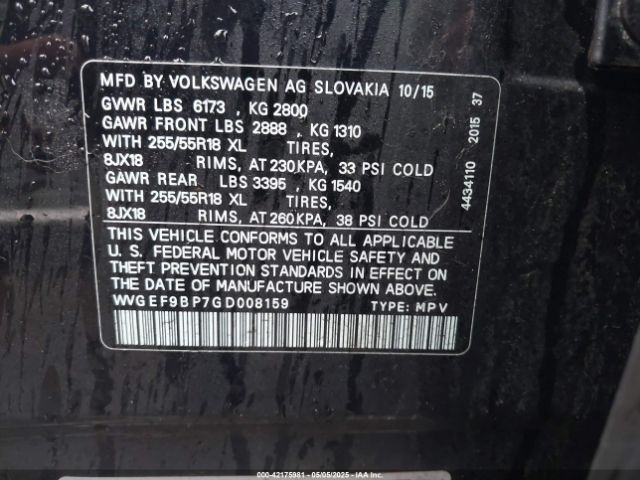 MFD BY VOLKSWAGEN AG SLOVAKIA 10/15
GVWR LBS 6173 , KG 2800
GAWR FRONT LBS 2888 , KG 1310
WITH 255/55R18 XL TIRES,
8JX18 RIMS, AT 230KPA, 33 PSI COLD
GAWR REAR LBS 3395 , KG 1540
WITH 255/55R18 XL TIRES,
8JX18 RIMS, AT 260KPA, 38 PSI COLD
THIS VEHICLE CONFORMS TO ALL APPLICABLE
U. S. FEDERAL MOTOR VEHICLE SAFETY AND
THEFT PREVENTION STANDARDS IN EFFECT ON
THE DATE OF MANUFACTURE SHOWN ABOVE.
WVGEF9BP7GD008159 TYPE: MPV
4434110 2015 37
000-42175981 - 05/05/2025 - IAAI.COM